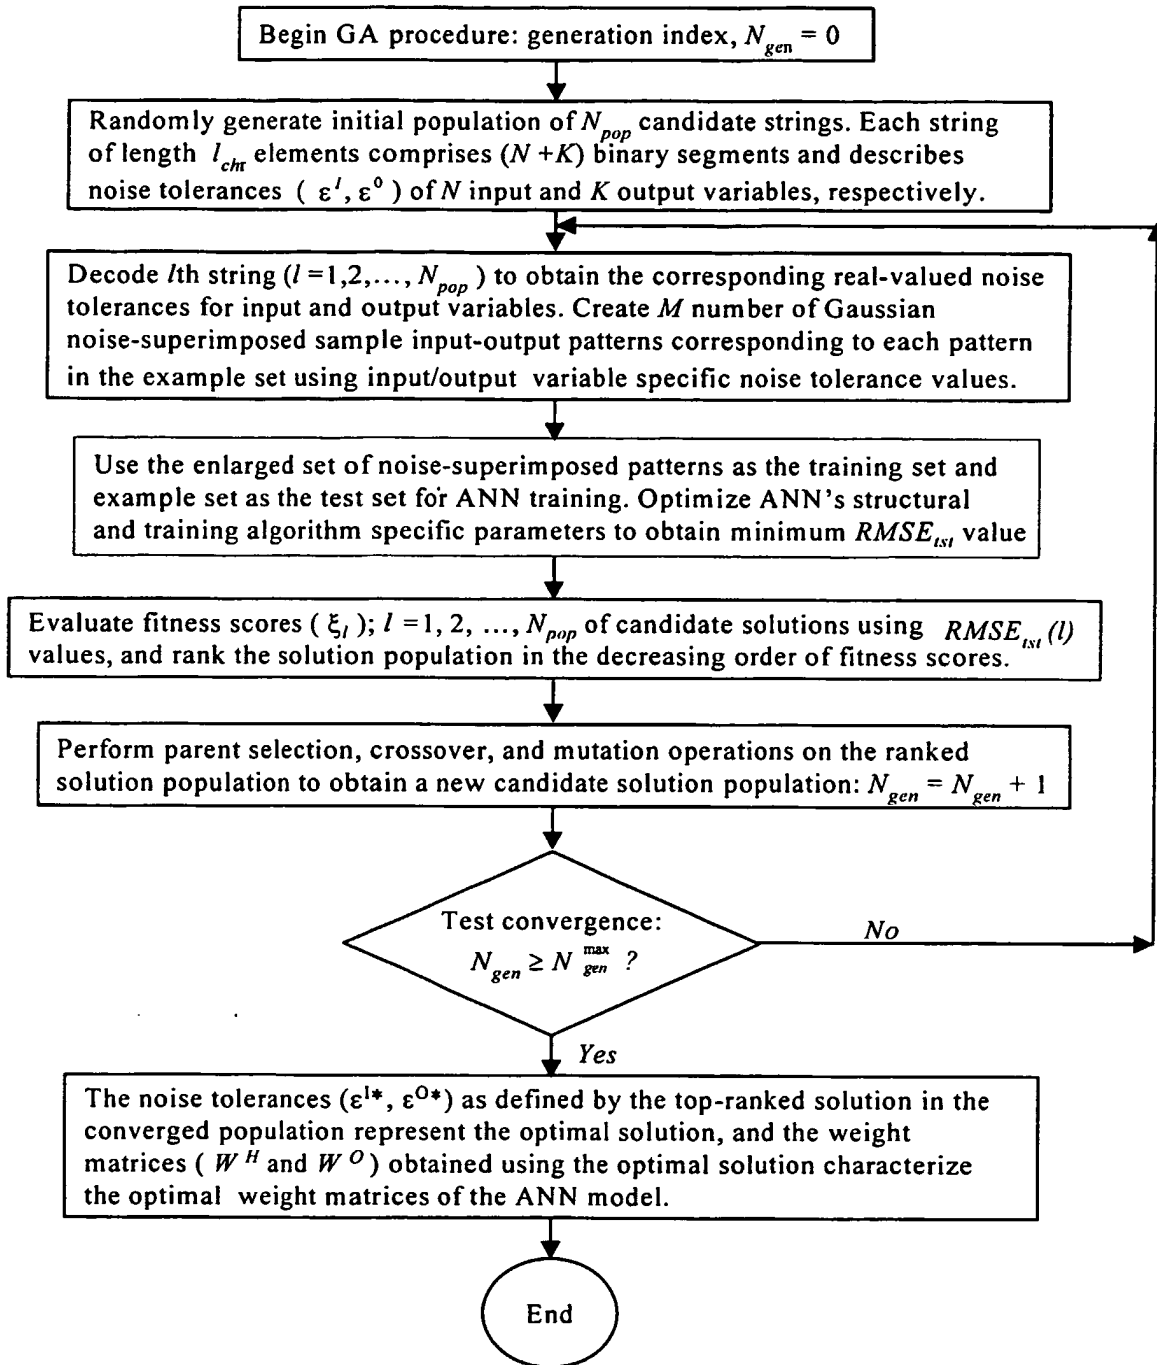 Begin GA procedure: generation index, N_gen = 0
Randomly generate initial population of N_pop candidate strings. Each string
of length l_chr elements comprises (N +K) binary segments and describes
noise tolerances ( ε^I, ε^o ) of N input and K output variables, respectively.
Decode lth string (l =1,2,..., N_pop ) to obtain the corresponding real-valued noise
tolerances for input and output variables. Create M number of Gaussian
noise-superimposed sample input-output patterns corresponding to each pattern
in the example set using input/output variable specific noise tolerance values.
Use the enlarged set of noise-superimposed patterns as the training set and
example set as the test set for ANN training. Optimize ANN's structural
and training algorithm specific parameters to obtain minimum RMSE_tst value
Evaluate fitness scores ( ξ_l ); l = 1, 2, ..., N_pop of candidate solutions using RMSE_tst (l)
values, and rank the solution population in the decreasing order of fitness scores.
Perform parent selection, crossover, and mutation operations on the ranked
solution population to obtain a new candidate solution population: N_gen = N_gen + 1
Test convergence:
N_gen ≥ N_gen^max ?
No
Yes
The noise tolerances (ε^I*, ε^O*) as defined by the top-ranked solution in the
converged population represent the optimal solution, and the weight
matrices ( W^H and W^O ) obtained using the optimal solution characterize
the optimal weight matrices of the ANN model.
End